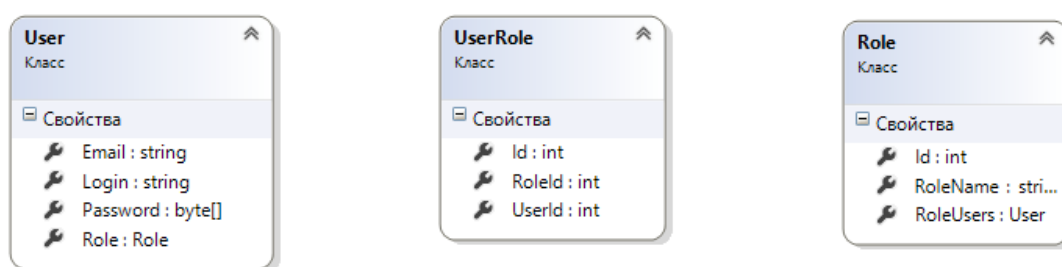 User
Класс
Свойства
Email : string
Login : string
Password : byte[]
Role : Role
UserRole
Класс
Свойства
Id : int
RoleId : int
UserId : int
Role
Класс
Свойства
Id : int
RoleName : stri...
RoleUsers : User